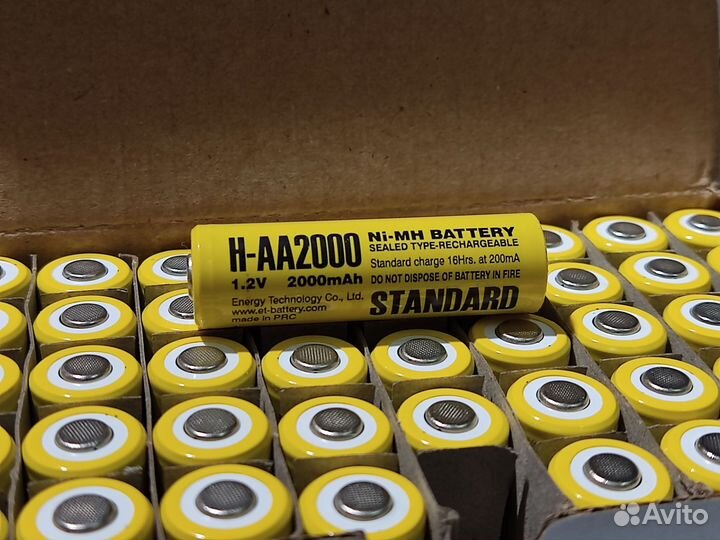 H-AA2000
1.2V 2000mAh
Energy Technology Co., Ltd.
www.et-battery.com
made in PRC
Ni-MH BATTERY
SEALED TYPE-RECHARGEABLE
Standard charge 16Hrs. at 200mA
DO NOT DISPOSE OF BATTERY IN FIRE
STANDARD
Avito